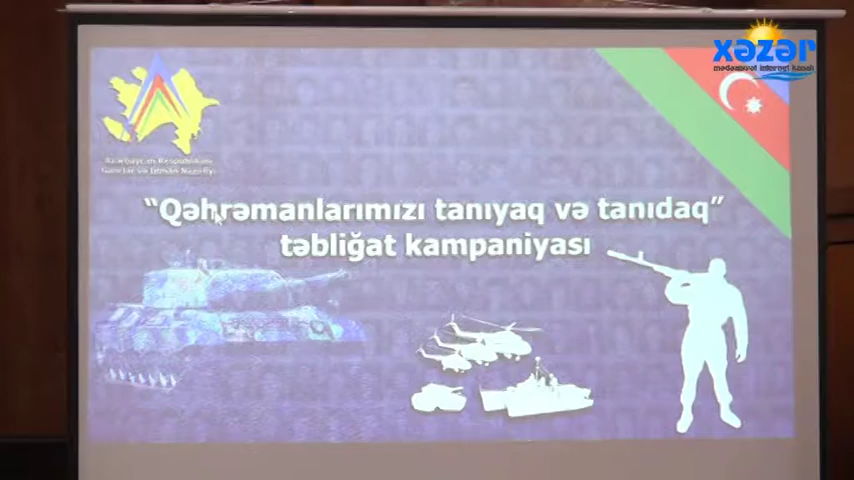 xəzər
mədəniyyət internet kanalı
Azərbaycan Respublikası
Gənclər və İdman Nazirliyi
“Qəhrəmanlarımızı tanıyaq və tanıdaq”
təbliğat kampaniyası